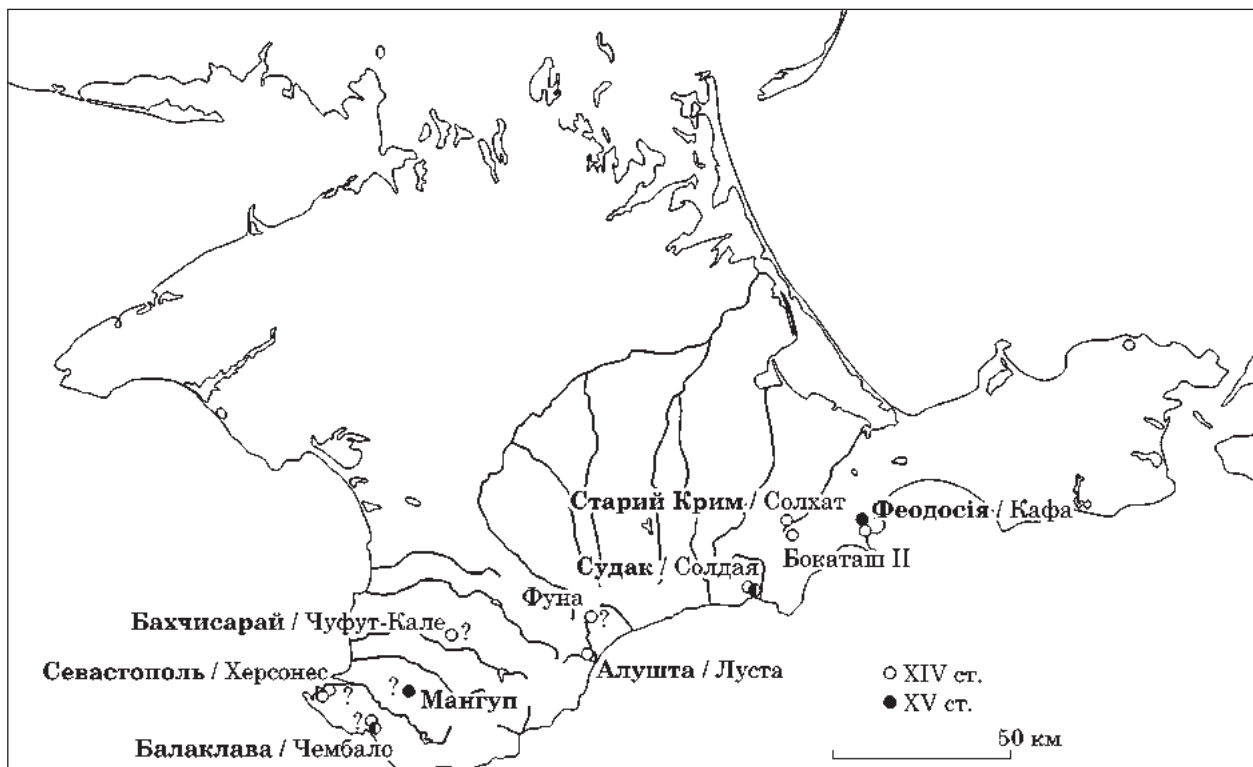 Старий Крим / Солхат
Феодосія / Кафа
Бокаташ II
Судак / Солдая
Фуна
?
Бахчисарай / Чуфут-Кале
?
Алушта / Луста
Севастополь / Херсонес
?
?
Мангуп
?
Балаклава / Чембало
XIV ст.
XV ст.
50 км